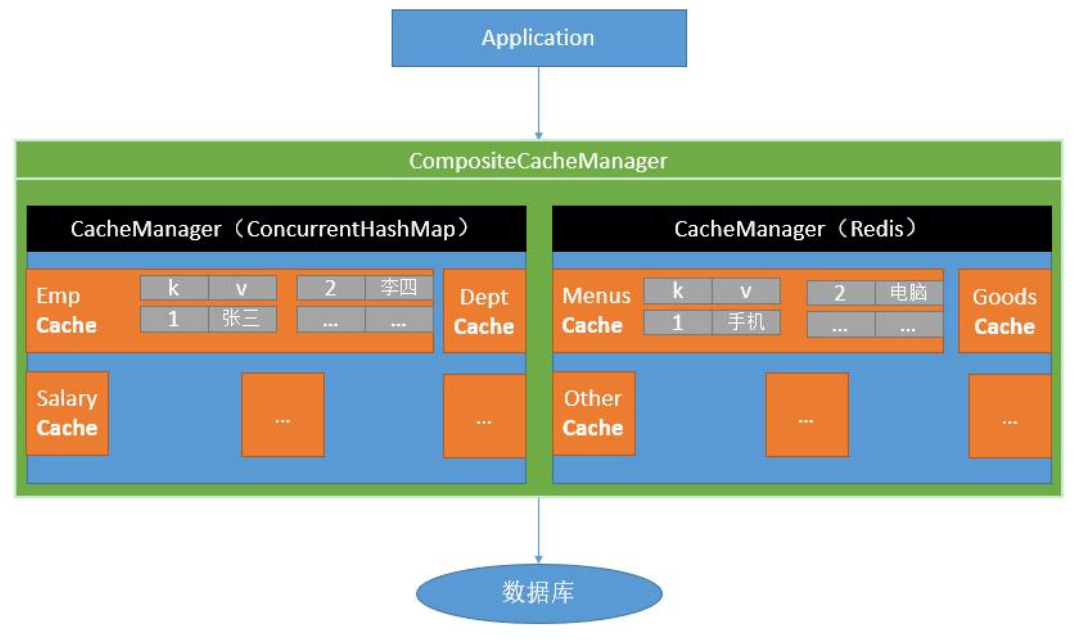 Application
CompositeCacheManager
CacheManager（ConcurrentHashMap）
CacheManager（Redis）
Emp
Cache
k v
1 张三
2 李四
... ...
Dept
Cache
Menus
Cache
k v
1 手机
2 电脑
... ...
Goods
Cache
Salary
Cache
...
...
Other
Cache
...
...
数据库